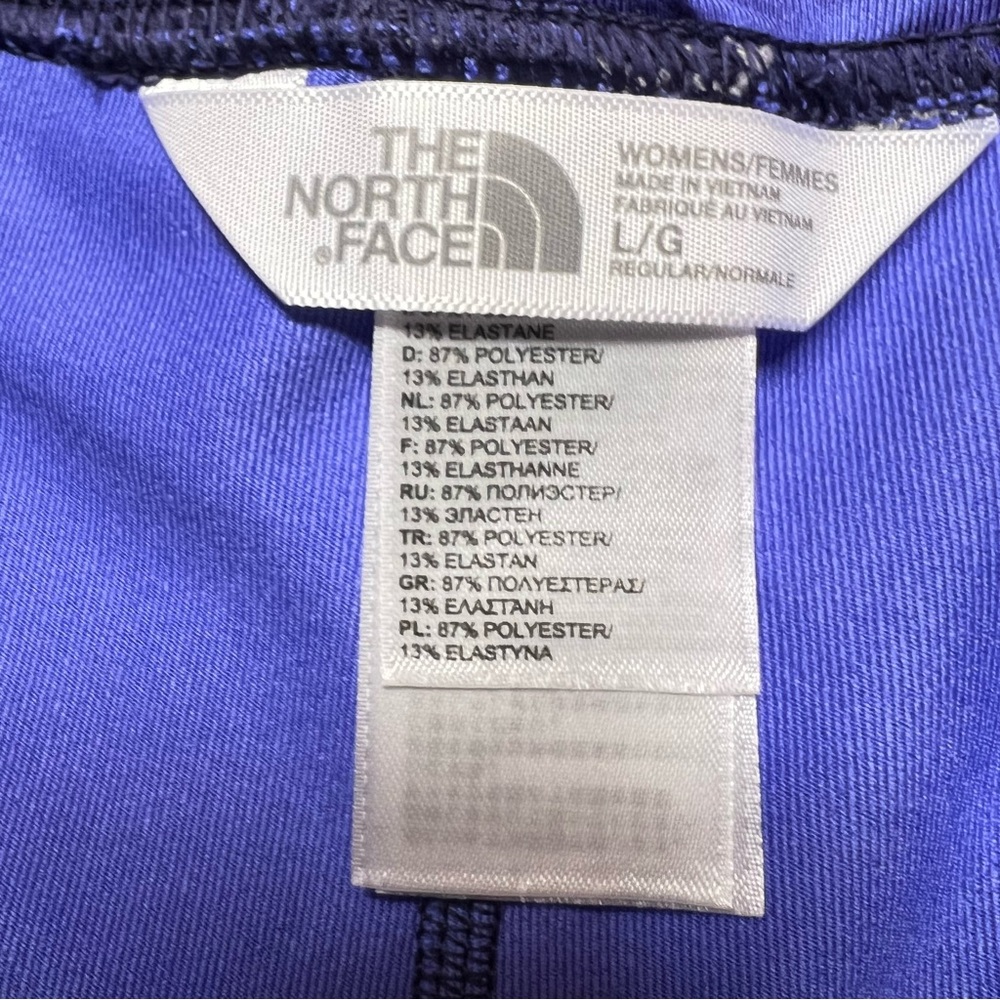 THE
NORTH
®FACE
WOMENS/FEMMES
MADE IN VIETNAM
FABRIQUÉ AU VIETNAM
L/G
REGULAR/NORMALE
13% ELASTANE
D: 87% POLYESTER/
13% ELASTHAN
NL: 87% POLYESTER/
13% ELASTAAN
F: 87% POLYESTER/
13% ELASTHANNE
RU: 87% ПОЛИЭСТЕР/
13% ЭЛАСТЕН
TR: 87% POLYESTER/
13% ELASTAN
GR: 87% ΠΟΛΥΕΣΤΕΡΑΣ/
13% ΕΛΑΣΤΑΝΗ
PL: 87% POLYESTER/
13% ELASTYNA